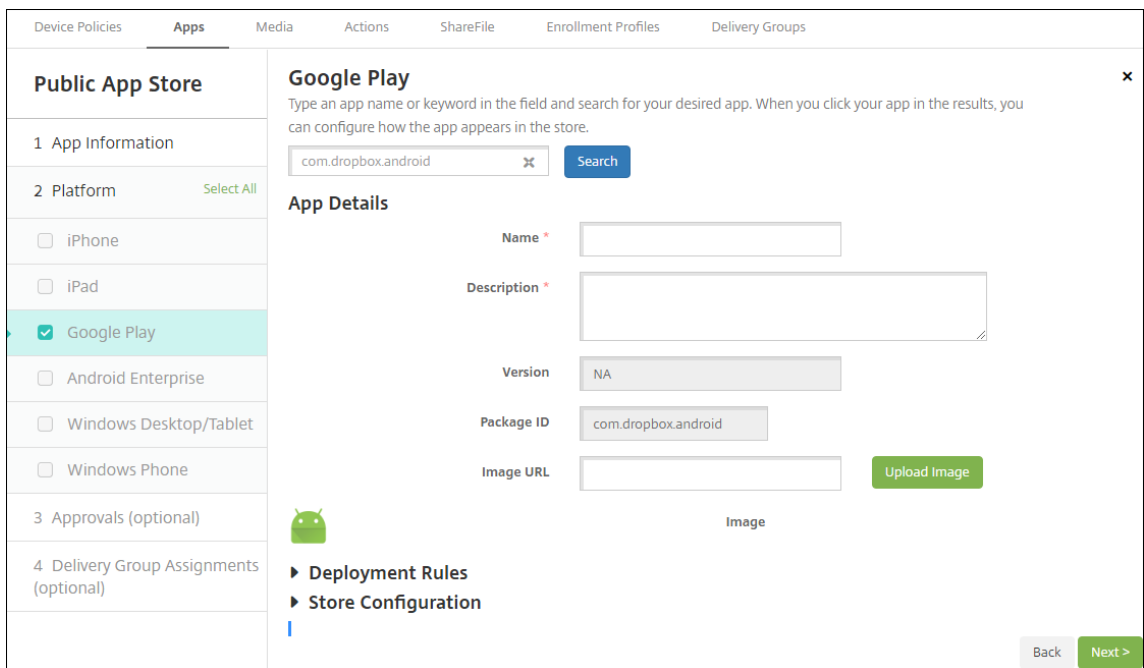 Device Policies Apps Media Actions ShareFile Enrollment Profiles Delivery Groups
Public App Store
1 App Information
2 Platform Select All
iPhone
iPad
Google Play
Android Enterprise
Windows Desktop/Tablet
Windows Phone
3 Approvals (optional)
4 Delivery Group Assignments
(optional)
Google Play
Type an app name or keyword in the field and search for your desired app. When you click your app in the results, you
can configure how the app appears in the store.
com.dropbox.android Search
App Details
Name *
Description *
Version NA
Package ID com.dropbox.android
Image URL Upload Image
Image
Deployment Rules
Store Configuration
Back Next >